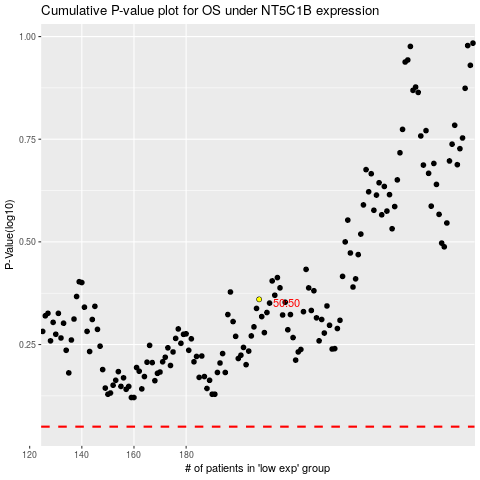 Cumulative P-value plot for OS under NT5C1B expression
P-Value(log10)
1.00
0.75
0.50
0.25
50:50
120 140 160 180
# of patients in 'low exp' group